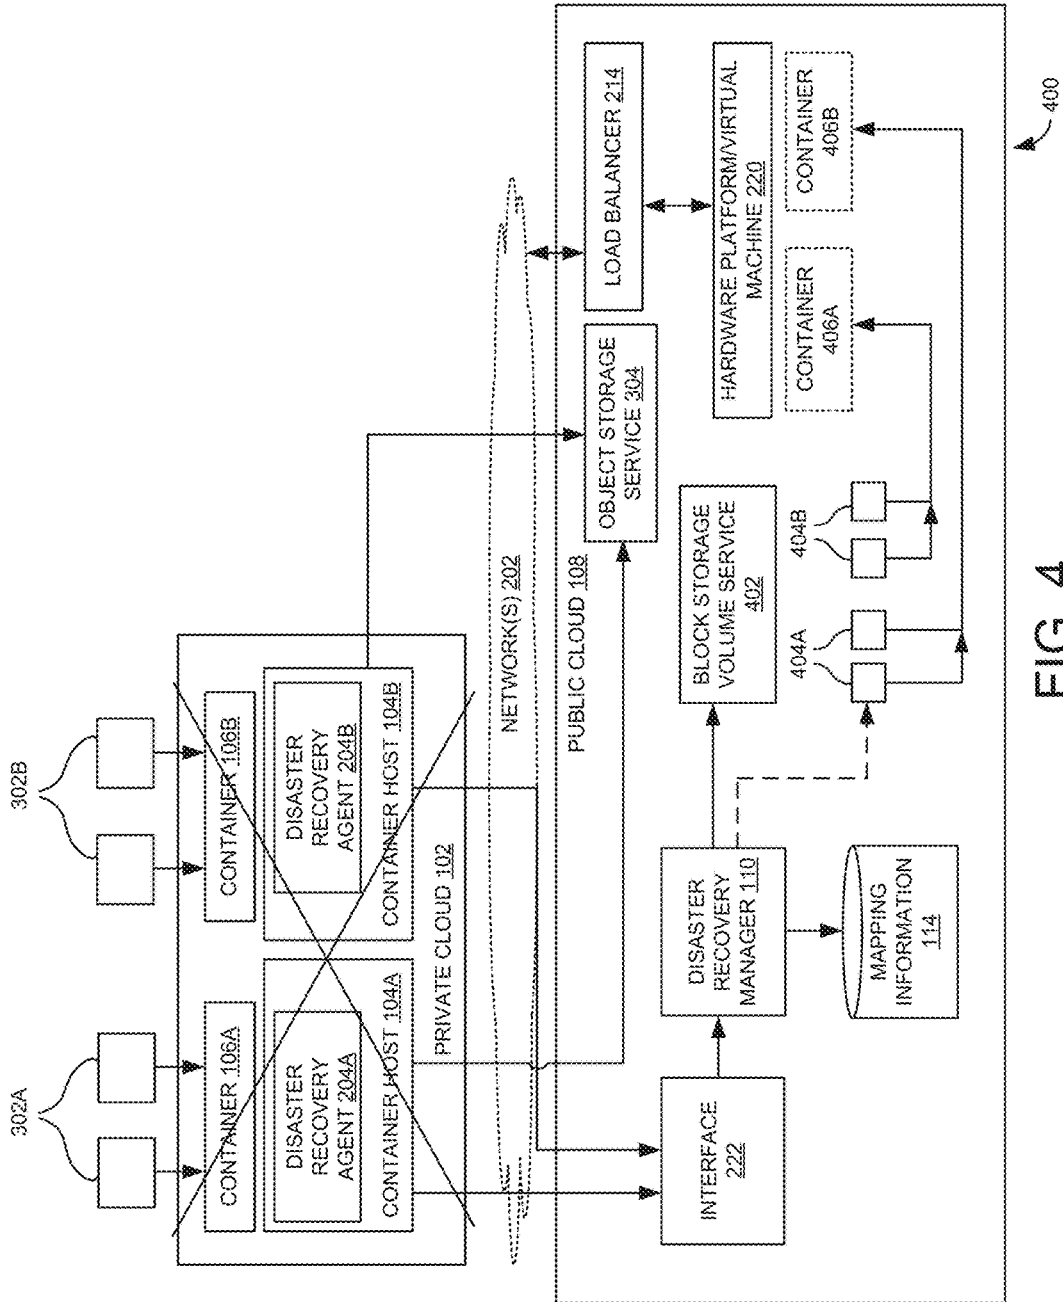 302A
302B
CONTAINER 106A
CONTAINER 106B
DISASTER
RECOVERY
AGENT 204A
CONTAINER HOST 104A
DISASTER
RECOVERY
AGENT 204B
CONTAINER HOST 104B
PRIVATE CLOUD 102
NETWORK(S) 202
PUBLIC CLOUD 108
OBJECT STORAGE
SERVICE 304
LOAD BALANCER 214
INTERFACE
222
DISASTER
RECOVERY
MANAGER 110
BLOCK STORAGE
VOLUME SERVICE
402
HARDWARE PLATFORM/VIRTUAL
MACHINE 220
404A
404B
CONTAINER
406A
CONTAINER
406B
MAPPING
INFORMATION
114
400
FIG. 4